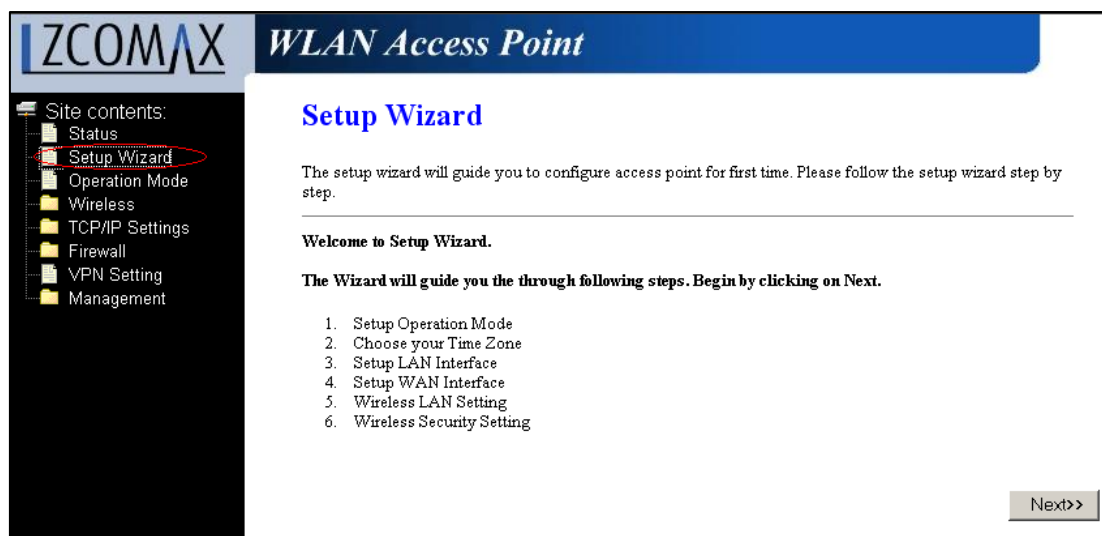 ZCOMAX
WLAN Access Point
Site contents:
Status
Setup Wizard
Operation Mode
Wireless
TCP/IP Settings
Firewall
VPN Setting
Management
Setup Wizard
The setup wizard will guide you to configure access point for first time. Please follow the setup wizard step by
step.
Welcome to Setup Wizard.
The Wizard will guide you the through following steps. Begin by clicking on Next.
1. Setup Operation Mode
2. Choose your Time Zone
3. Setup LAN Interface
4. Setup WAN Interface
5. Wireless LAN Setting
6. Wireless Security Setting
Next>>